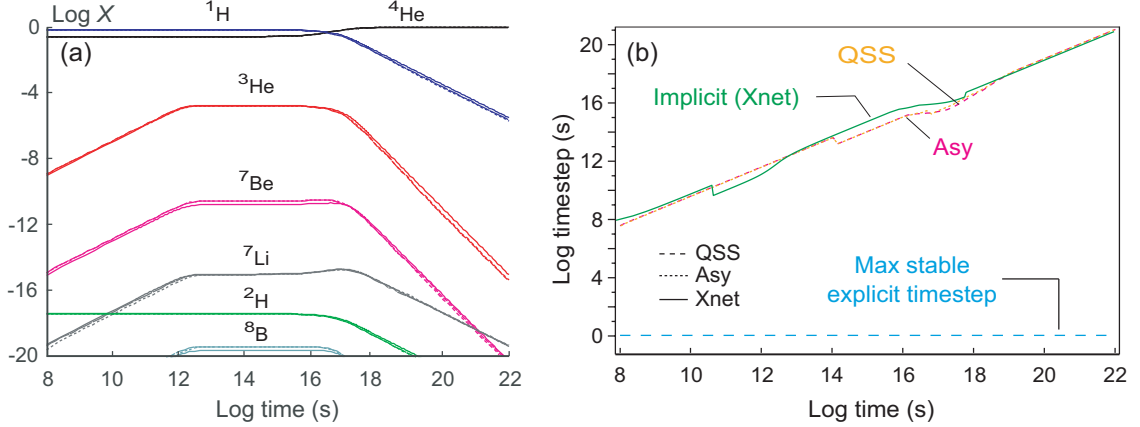 Log X
0
-4
-8
-12
-16
-20
8
10
12
14
16
18
20
22
Log time (s)
(a)
¹H
⁴He
³He
⁷Be
⁷Li
²H
⁸B
(b)
Log timestep (s)
20
16
12
8
4
0
8
10
12
14
16
18
20
22
Log time (s)
QSS
Implicit (Xnet)
Asy
QSS
Asy
Xnet
Max stable
explicit timestep